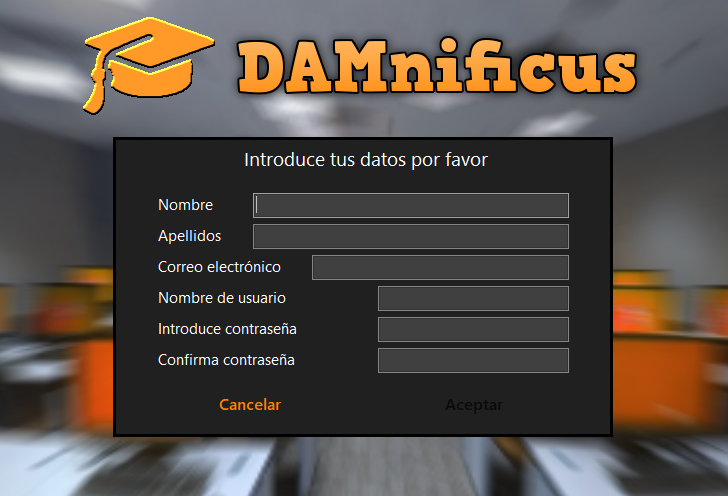 DAMnificus
Introduce tus datos por favor
Nombre
Apellidos
Correo electrónico
Nombre de usuario
Introduce contraseña
Confirma contraseña
Cancelar Aceptar